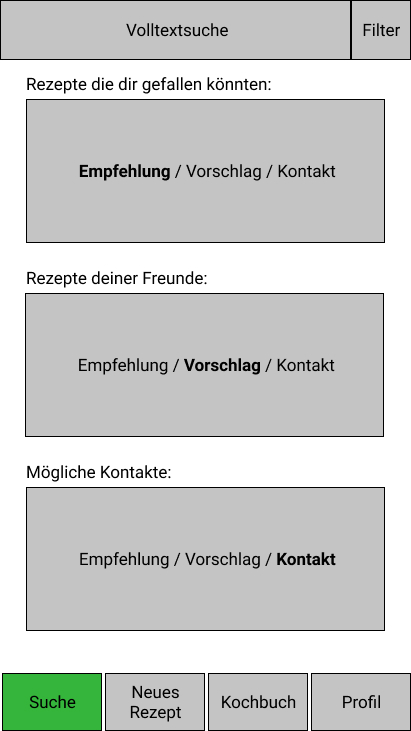 Volltextsuche
Filter
Rezepte die dir gefallen könnten:
Empfehlung / Vorschlag / Kontakt
Rezepte deiner Freunde:
Empfehlung / Vorschlag / Kontakt
Mögliche Kontakte:
Empfehlung / Vorschlag / Kontakt
Suche
Neues
Rezept
Kochbuch
Profil